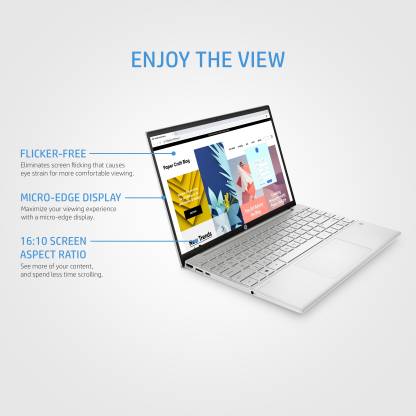 ENJOY THE VIEW
FLICKER-FREE
Eliminates screen flicking that causes
eye strain for more comfortable viewing.
MICRO-EDGE DISPLAY
Maximize your viewing experience
with a micro-edge display.
16:10 SCREEN
ASPECT RATIO
See more of your content,
and spend less time scrolling.
Paper Craft Blog
New Trends